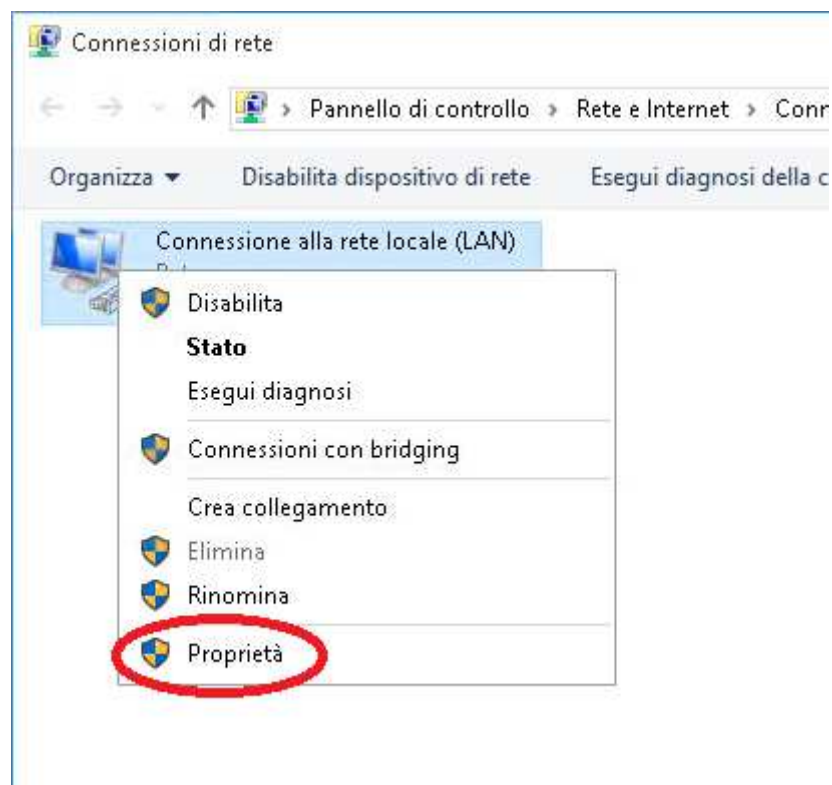 Connessioni di rete
Pannello di controllo › Rete e Internet ›
Organizza Disabilita dispositivo di rete Esegui diagnosi della
Connessione alla rete locale (LAN)
Disabilita
Stato
Esegui diagnosi
Connessioni con bridging
Crea collegamento
Elimina
Rinomina
Proprietà